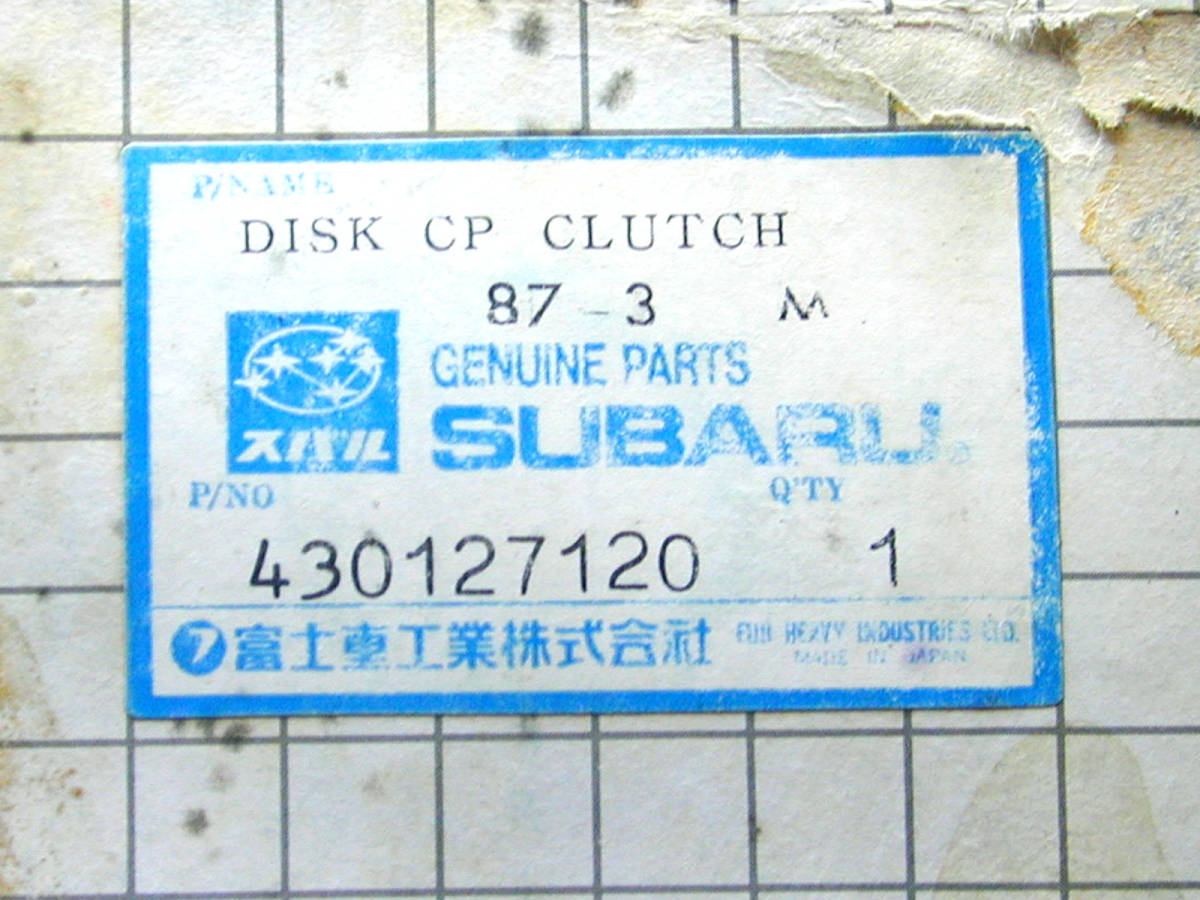 P/NAME
DISK CP CLUTCH
87-3 M
GENUINE PARTS
スバル
SUBARU®
P/NO Q'TY
430127120 1
富士重工業株式会社 FUJI HEAVY INDUSTRIES LTD.
MADE IN JAPAN